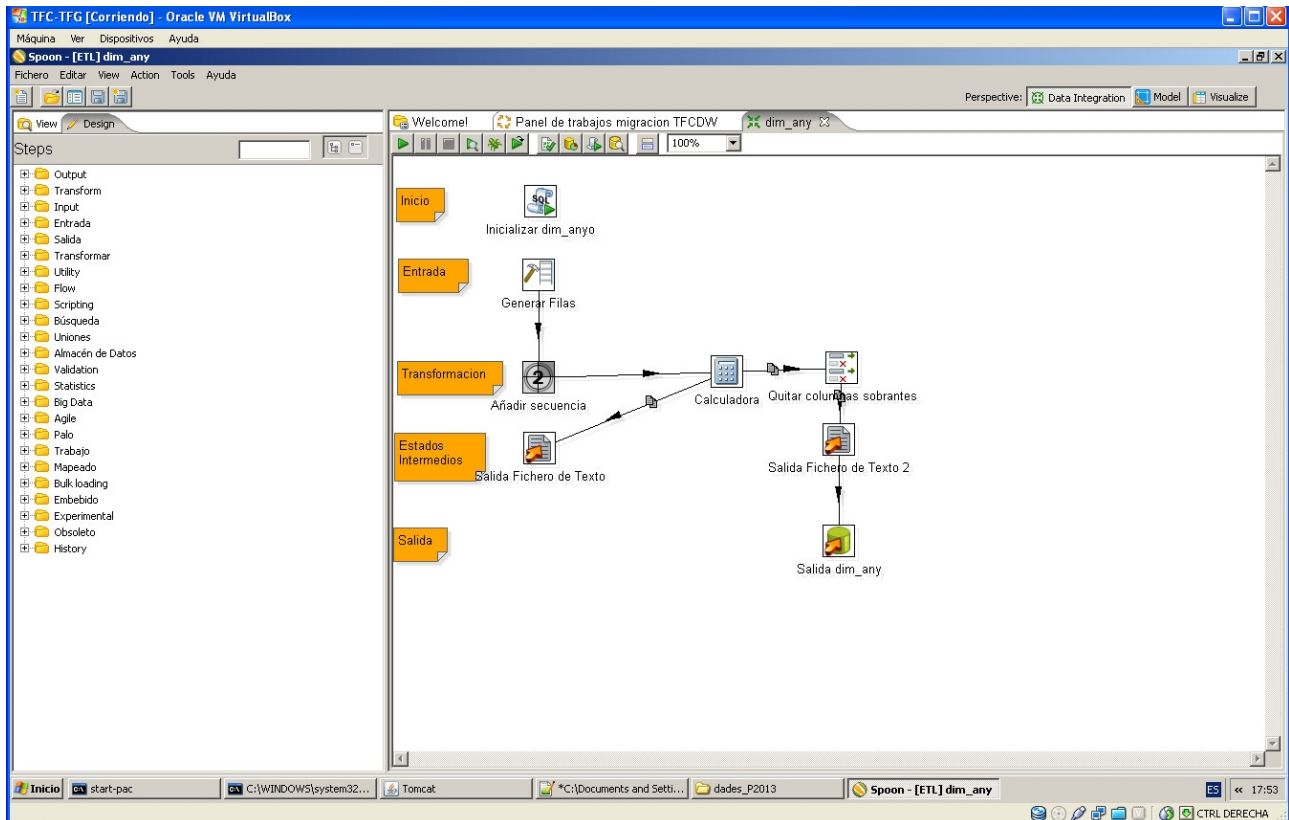 TFC-TFG [Corriendo] - Oracle VM VirtualBox
Máquina Ver Dispositivos Ayuda
Spoon - [ETL] dim_any
Fichero Editar View Action Tools Ayuda
Perspective: Data Integration Model Visualize
View Design
Steps
Output
Transform
Input
Entrada
Salida
Transformar
Utility
Flow
Scripting
Búsqueda
Uniones
Almacén de Datos
Validation
Statistics
Big Data
Agile
Palo
Trabajo
Mapeado
Bulk loading
Embebido
Experimental
Obsoleto
History
Welcome! Panel de trabajos migracion TFCDW dim_any
100%
Inicio
SQL
Inicializar dim_anyo
Entrada
Generar Filas
Transformacion
2
Añadir secuencia
Calculadora
Quitar columnas sobrantes
Estados
Intermedios
Salida Fichero de Texto
Salida Fichero de Texto 2
Salida
Salida dim_any
Inicio start-pac C:\WINDOWS\system32... Tomcat *C:\Documents and Setti... dades_P2013 Spoon - [ETL] dim_any ES « 17:53
CTRL DERECHA